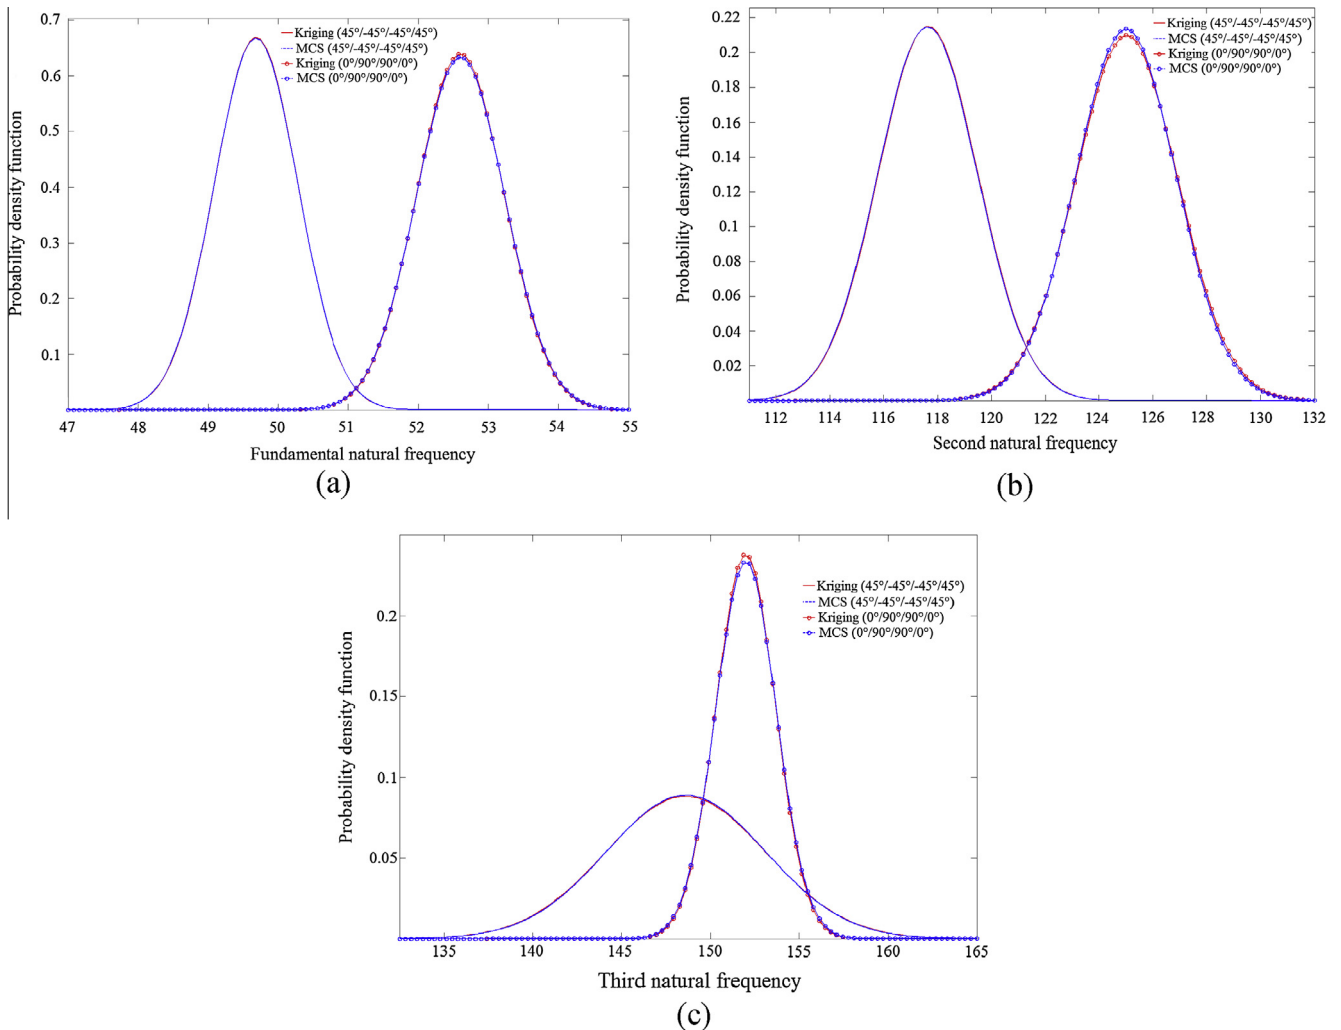 0.7
0.6
0.5
0.4
0.3
0.2
0.1
Probability density function
Kriging (45°/-45°/-45°/45°)
MCS (45°/-45°/-45°/45°)
Kriging (0°/90°/90°/0°)
MCS (0°/90°/90°/0°)
47 48 49 50 51 52 53 54 55
Fundamental natural frequency
(a)
0.22
0.2
0.18
0.16
0.14
0.12
0.1
0.08
0.06
0.04
0.02
Probability density function
Kriging (45°/-45°/-45°/45°)
MCS (45°/-45°/-45°/45°)
Kriging (0°/90°/90°/0°)
MCS (0°/90°/90°/0°)
112 114 116 118 120 122 124 126 128 130 132
Second natural frequency
(b)
0.2
0.15
0.1
0.05
Probability density function
Kriging (45°/-45°/-45°/45°)
MCS (45°/-45°/-45°/45°)
Kriging (0°/90°/90°/0°)
MCS (0°/90°/90°/0°)
135 140 145 150 155 160 165
Third natural frequency
(c)